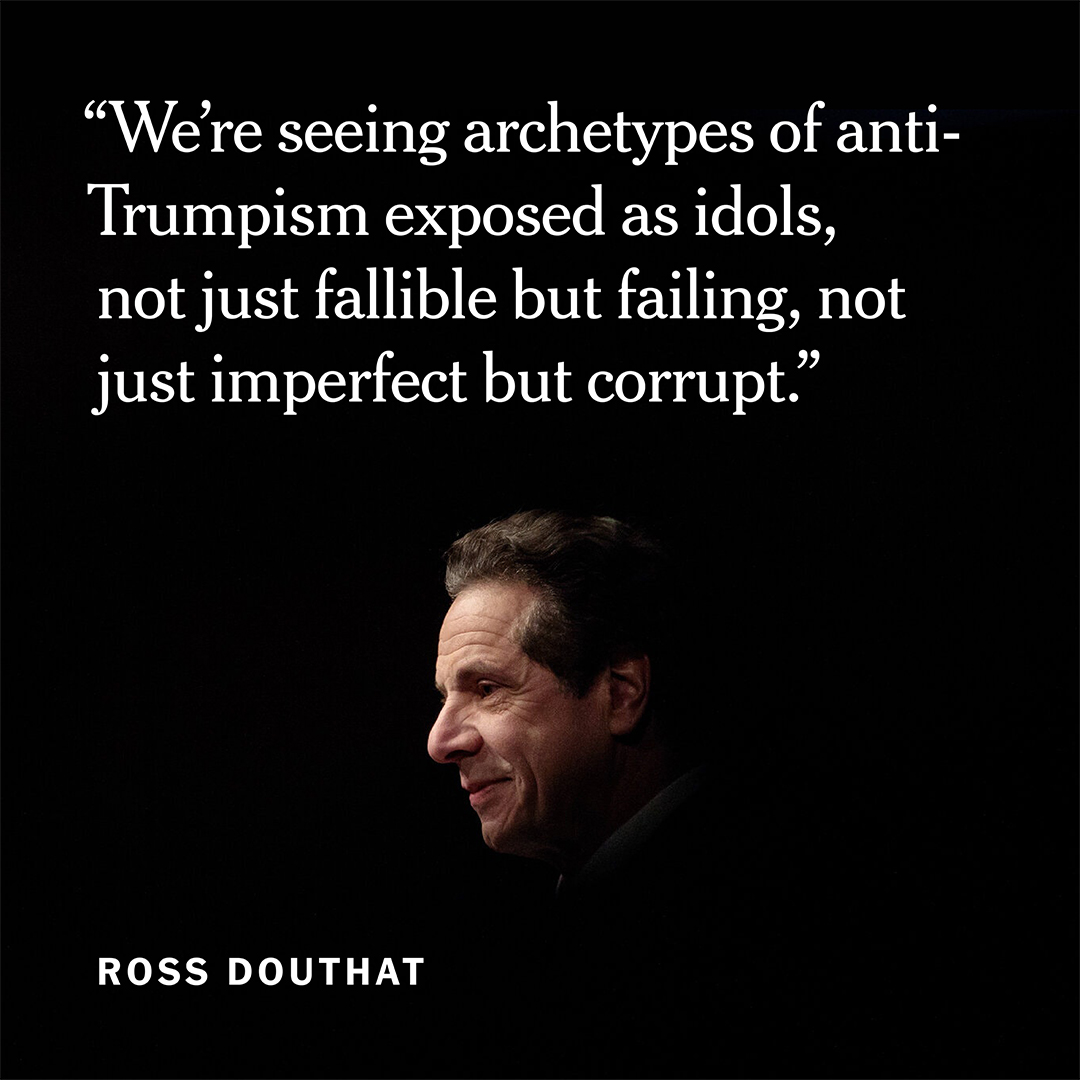 “We’re seeing archetypes of anti-
Trumpism exposed as idols,
not just fallible but failing, not
just imperfect but corrupt.”
ROSS DOUTHAT